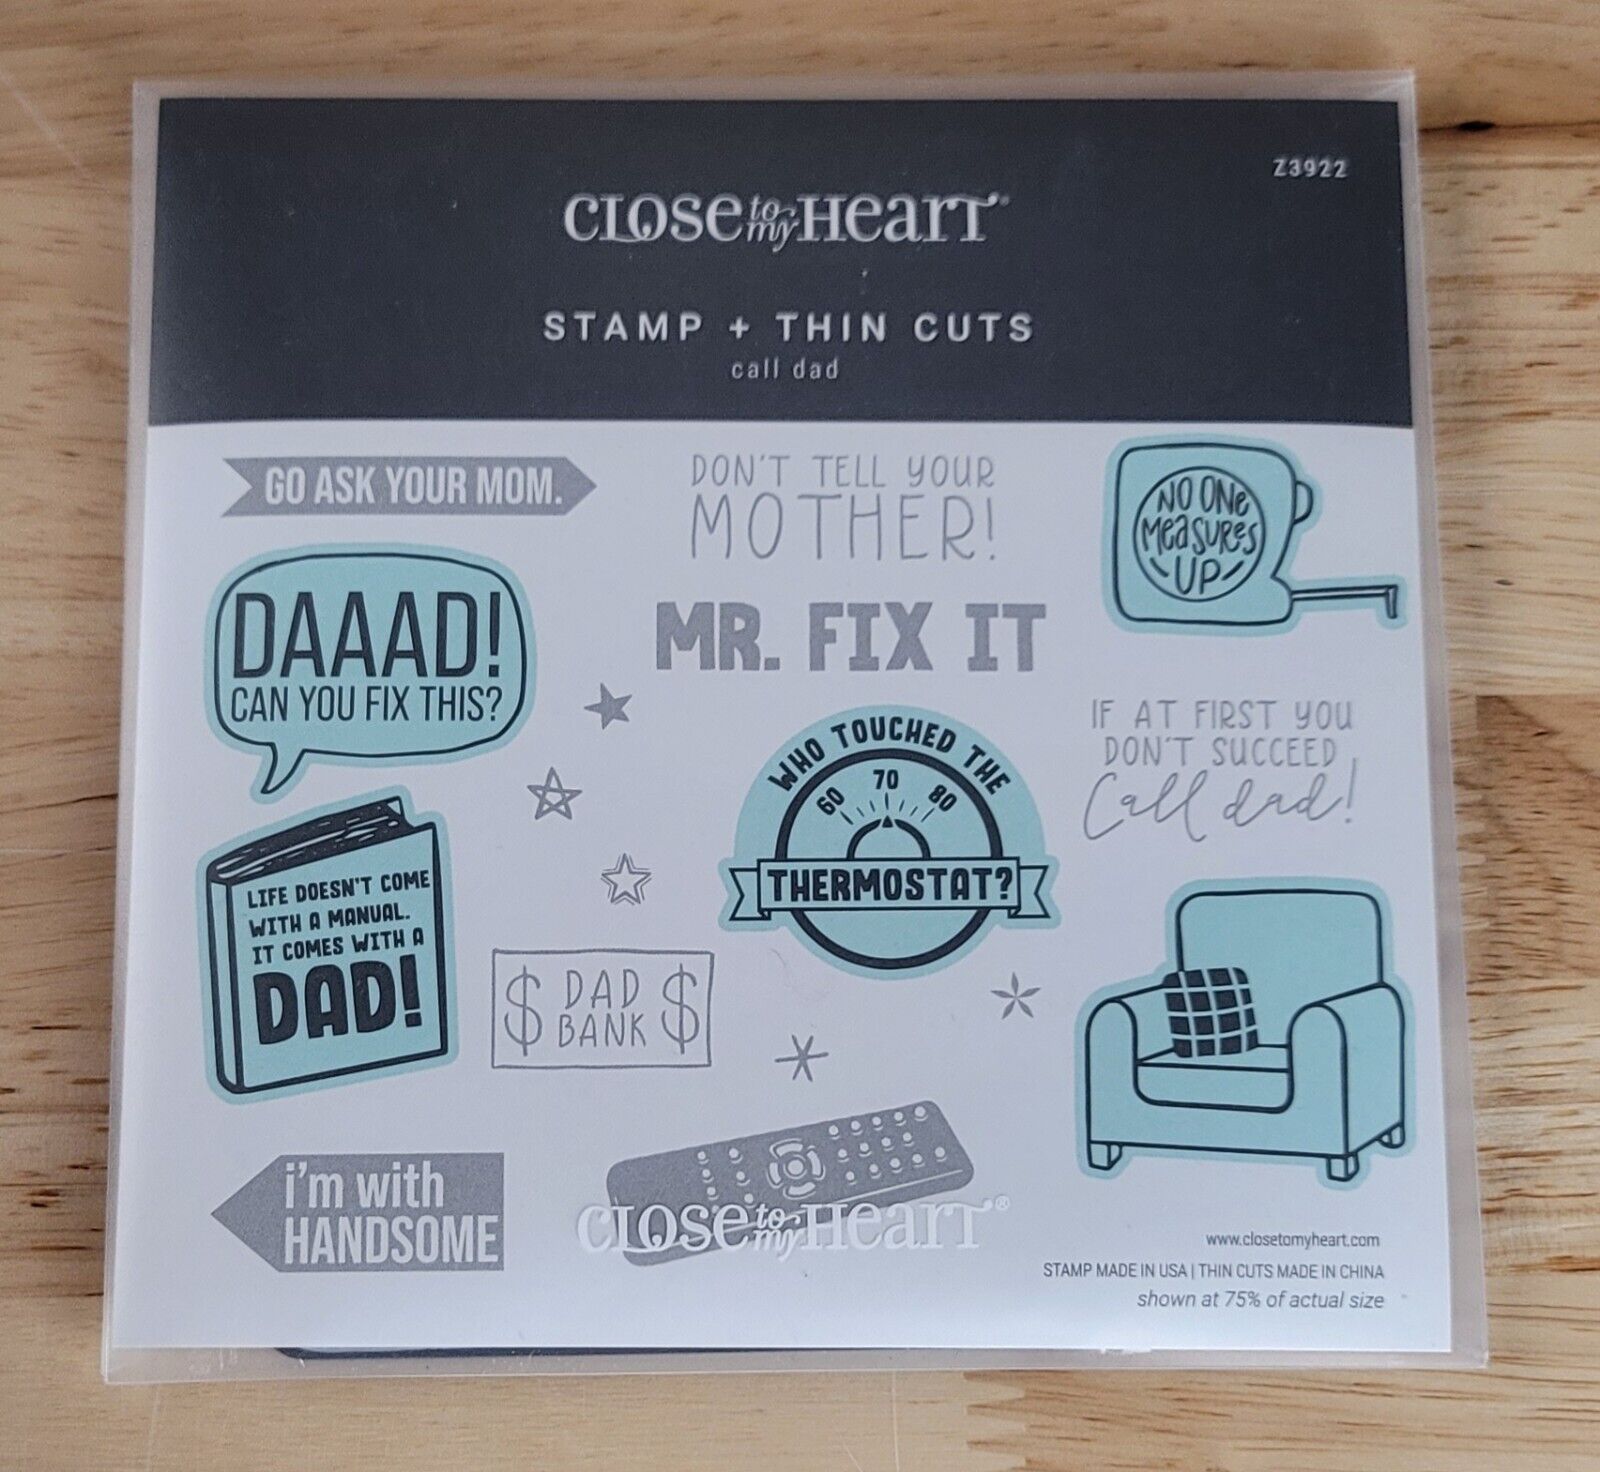 Z3922
CLOSE to my HEART®
STAMP + THIN CUTS
call dad
GO ASK YOUR MOM.
DON'T TELL YOUR
MOTHER!
NO ONE
MEASURES
UP
DAAAD!
CAN YOU FIX THIS?
MR. FIX IT
IF AT FIRST YOU
DON'T SUCCEED,
Call dad!
WHO TOUCHED THE
60 70 80
THERMOSTAT?
LIFE DOESN'T COME
WITH A MANUAL.
IT COMES WITH A
DAD!
$ DAD $
BANK
i'm with
HANDSOME
CLOSE to my HEART®
www.closetomyheart.com
STAMP MADE IN USA | THIN CUTS MADE IN CHINA
shown at 75% of actual size